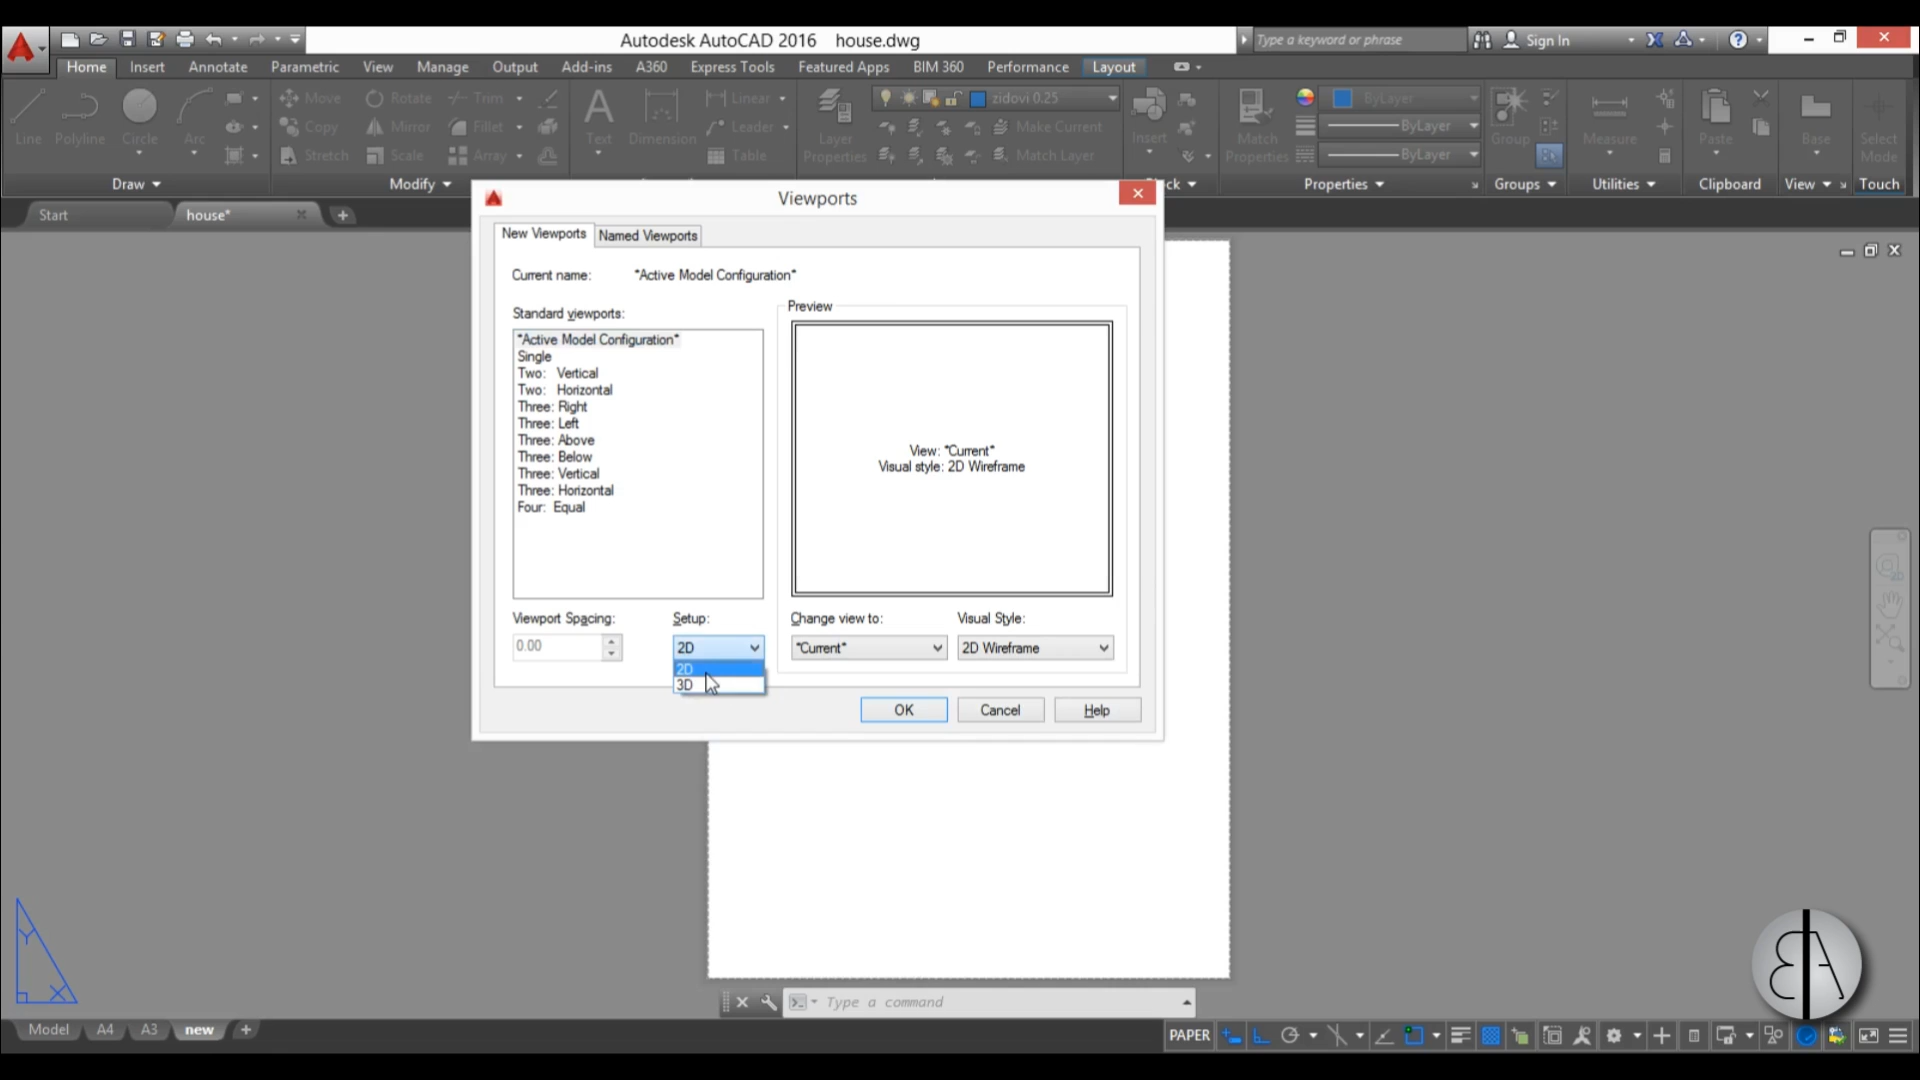 Autodesk AutoCAD 2016 house.dwg
Type a keyword or phrase
Sign In
Home Insert Annotate Parametric View Manage Output Add-ins A360 Express Tools Featured Apps BIM 360 Performance Layout
Line Polyline Circle Arc
Move Rotate Trim
Copy Mirror Fillet
Stretch Scale Array
Text Dimension
Linear
Leader
Table
Layer Properties
zidovi 0.25
Make Current
Match Layer
Insert
Match Properties
ByLayer
ByLayer
ByLayer
Group
Measure
Paste
Base
Select Mode
Draw Modify Properties Groups Utilities Clipboard View Touch
Start house*
Viewports
New Viewports Named Viewports
Current name: *Active Model Configuration*
Standard viewports:
*Active Model Configuration*
Single
Two: Vertical
Two: Horizontal
Three: Right
Three: Left
Three: Above
Three: Below
Three: Vertical
Three: Horizontal
Four: Equal
Preview
View: *Current*
Visual style: 2D Wireframe
Viewport Spacing: Setup: Change view to: Visual Style:
0.00 2D *Current* 2D Wireframe
2D
3D
OK Cancel Help
Y
X
Type a command
Model A4 A3 new
PAPER